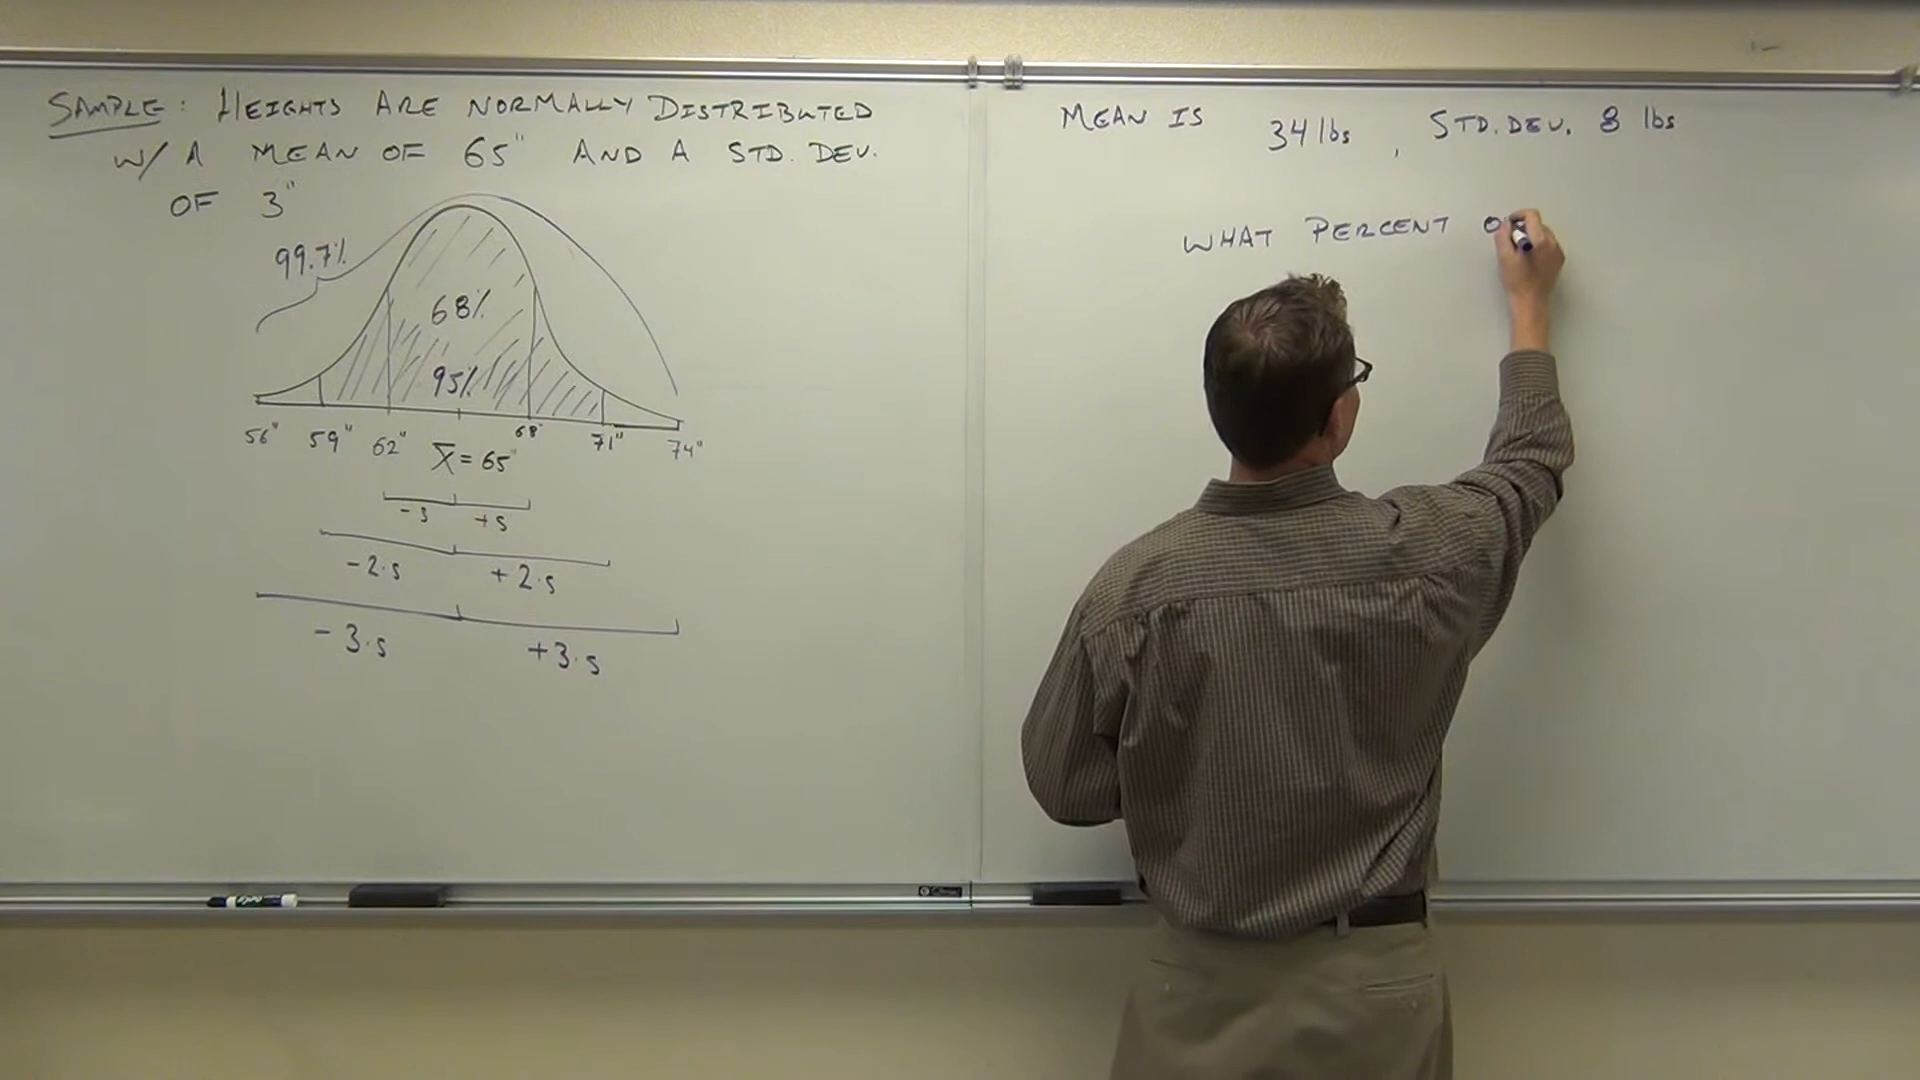 SAMPLE: HEIGHTS ARE NORMALLY DISTRIBUTED
W/ A MEAN OF 65" AND A STD. DEV.
OF 3"
99.7%
68%
95%
56" 59" 62" X̄ = 65" 68" 71" 74"
-s +s
-2·s +2·s
-3·s +3·s
MEAN IS 34 lbs, STD. DEV. 8 lbs
WHAT PERCENT OF